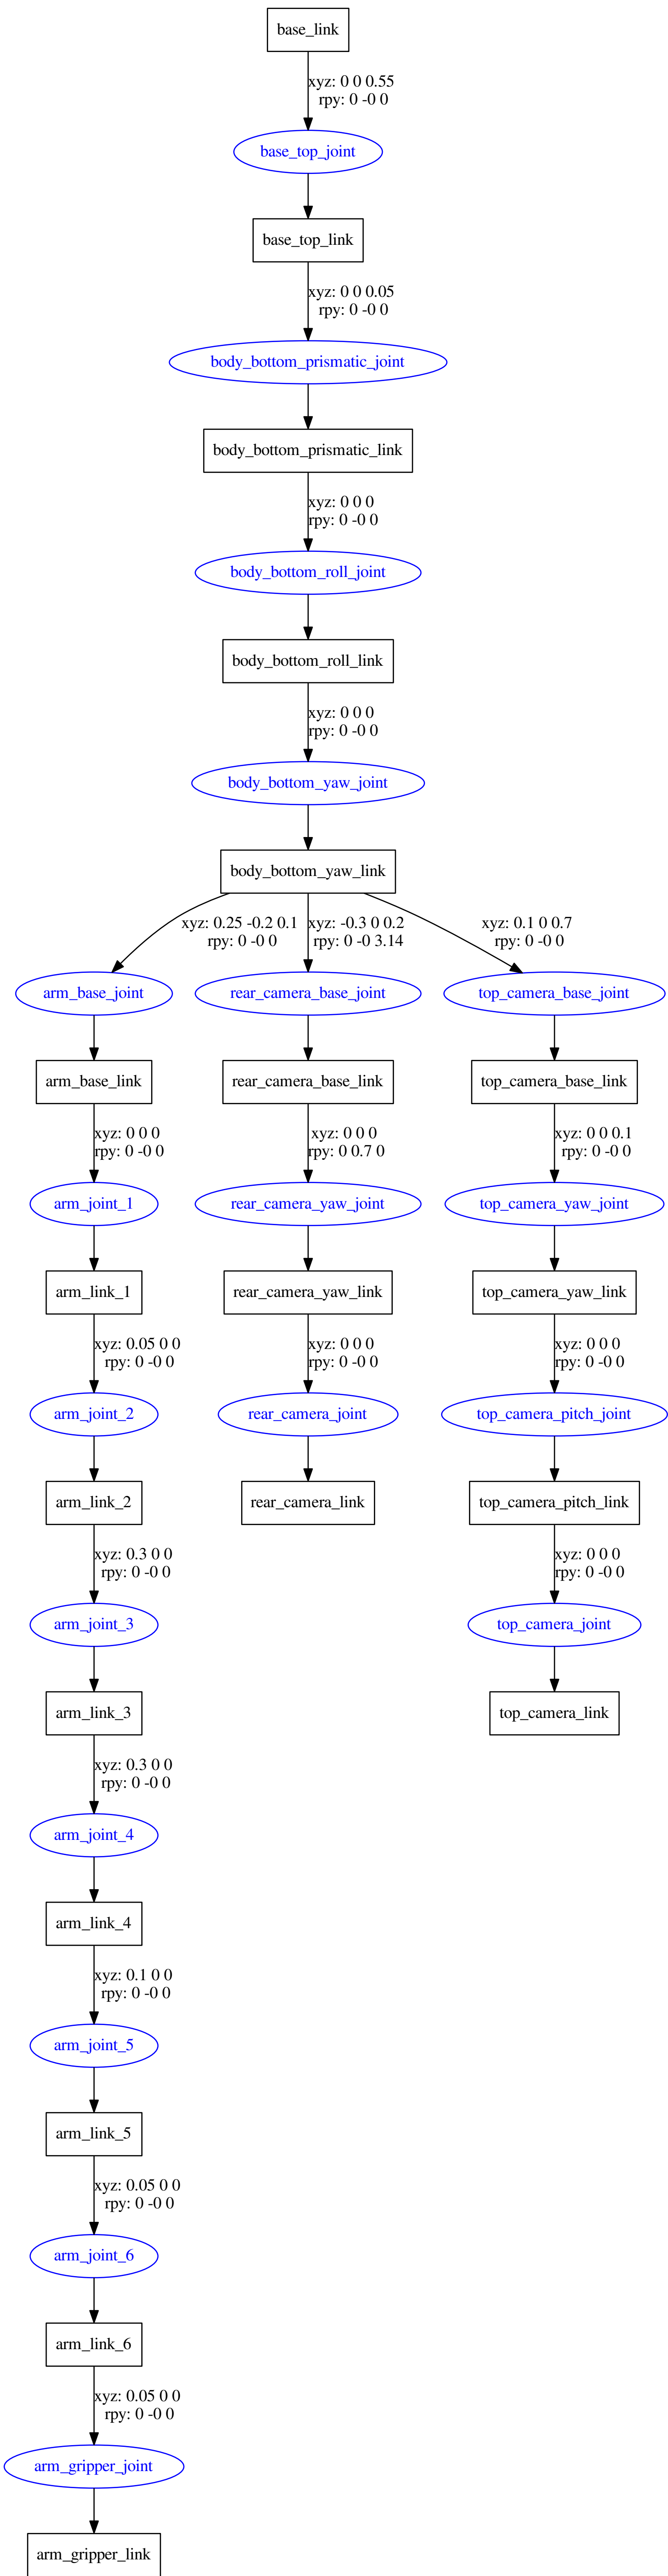 base_link
xyz: 0 0 0.55
rpy: 0 -0 0
base_top_joint
base_top_link
xyz: 0 0 0.05
rpy: 0 -0 0
body_bottom_prismatic_joint
body_bottom_prismatic_link
xyz: 0 0 0
rpy: 0 -0 0
body_bottom_roll_joint
body_bottom_roll_link
xyz: 0 0 0
rpy: 0 -0 0
body_bottom_yaw_joint
body_bottom_yaw_link
xyz: 0.25 -0.2 0.1
rpy: 0 -0 0
arm_base_joint
arm_base_link
xyz: 0 0 0
rpy: 0 -0 0
arm_joint_1
arm_link_1
xyz: 0.05 0 0
rpy: 0 -0 0
arm_joint_2
arm_link_2
xyz: 0.3 0 0
rpy: 0 -0 0
arm_joint_3
arm_link_3
xyz: 0.3 0 0
rpy: 0 -0 0
arm_joint_4
arm_link_4
xyz: 0.1 0 0
rpy: 0 -0 0
arm_joint_5
arm_link_5
xyz: 0.05 0 0
rpy: 0 -0 0
arm_joint_6
arm_link_6
xyz: 0.05 0 0
rpy: 0 -0 0
arm_gripper_joint
arm_gripper_link
xyz: -0.3 0 0.2
rpy: 0 -0 3.14
rear_camera_base_joint
rear_camera_base_link
xyz: 0 0 0
rpy: 0 0.7 0
rear_camera_yaw_joint
rear_camera_yaw_link
xyz: 0 0 0
rpy: 0 -0 0
rear_camera_joint
rear_camera_link
xyz: 0.1 0 0.7
rpy: 0 -0 0
top_camera_base_joint
top_camera_base_link
xyz: 0 0 0.1
rpy: 0 -0 0
top_camera_yaw_joint
top_camera_yaw_link
xyz: 0 0 0
rpy: 0 -0 0
top_camera_pitch_joint
top_camera_pitch_link
xyz: 0 0 0
rpy: 0 -0 0
top_camera_joint
top_camera_link